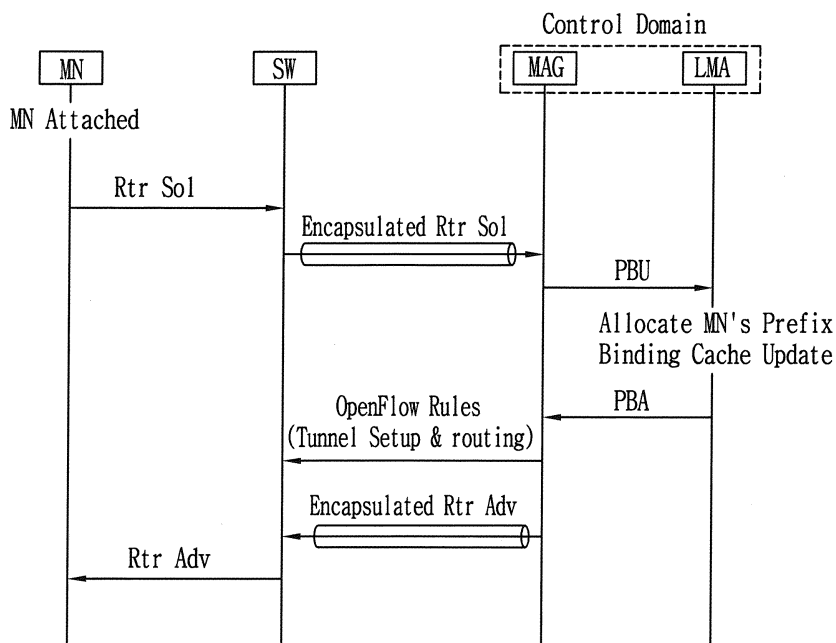 Control Domain
MN
SW
MAG
LMA
MN Attached
Rtr Sol
Encapsulated Rtr Sol
PBU
Allocate MN's Prefix
Binding Cache Update
PBA
OpenFlow Rules
(Tunnel Setup & routing)
Encapsulated Rtr Adv
Rtr Adv